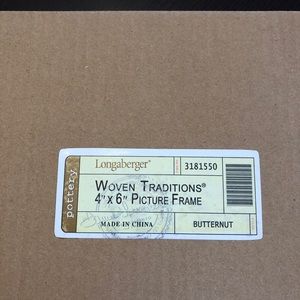 pottery
Longaberger®
3181550
WOVEN TRADITIONS®
4" x 6" PICTURE FRAME
MADE IN CHINA
BUTTERNUT